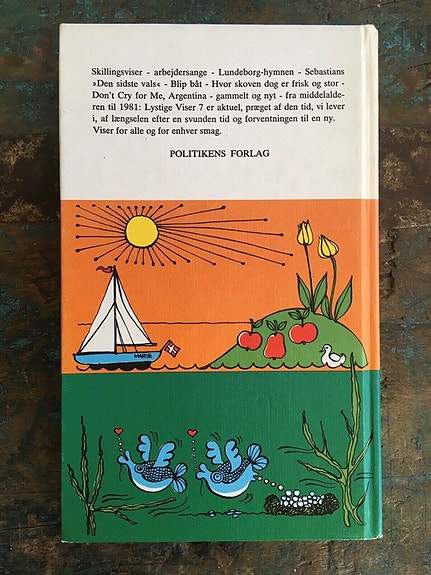 Skillingsviser - arbejdersange - Lundeborg-hymnen - Sebastians
»Den sidste vals« - Blip båt - Hvor skoven dog er frisk og stor -
Don't Cry for Me, Argentina - gammelt og nyt - fra middelalde-
ren til 1981: Lystige Viser 7 er aktuel, præget af den tid, vi lever
i, af længselen efter en svunden tid og forventningen til en ny.
Viser for alle og for enhver smag.
POLITIKENS FORLAG
MARIE